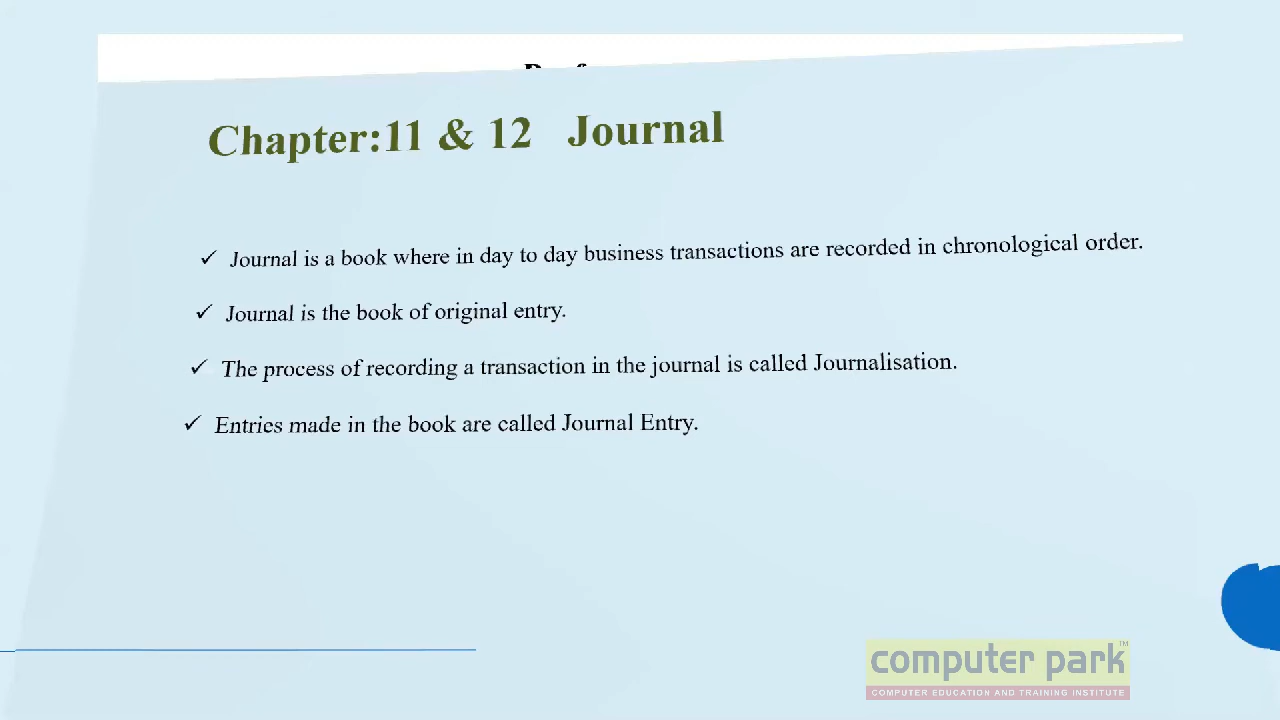 Chapter:11 & 12 Journal
✓ Journal is a book where in day to day business transactions are recorded in chronological order.
✓ Journal is the book of original entry.
✓ The process of recording a transaction in the journal is called Journalisation.
✓ Entries made in the book are called Journal Entry.
computer park™
COMPUTER EDUCATION AND TRAINING INSTITUTE